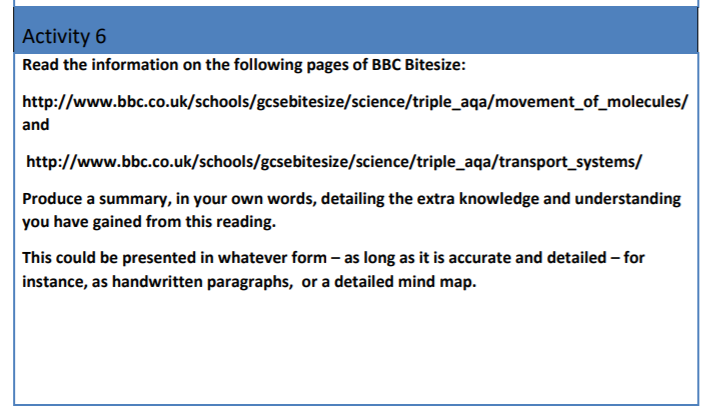 Activity 6
Read the information on the following pages of BBC Bitesize:
http://www.bbc.co.uk/schools/gcsebitesize/science/triple_aqa/movement_of_molecules/
and
http://www.bbc.co.uk/schools/gcsebitesize/science/triple_aqa/transport_systems/
Produce a summary, in your own words, detailing the extra knowledge and understanding
you have gained from this reading.
This could be presented in whatever form – as long as it is accurate and detailed – for
instance, as handwritten paragraphs, or a detailed mind map.